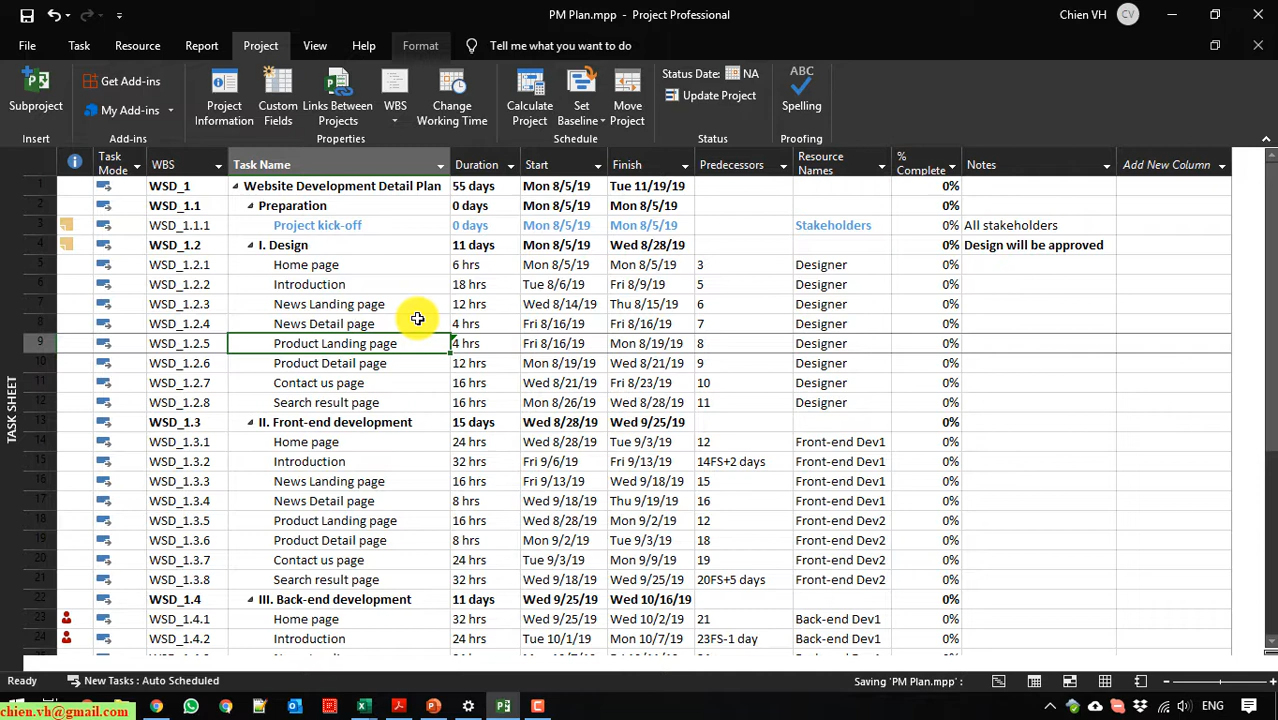 PM Plan.mpp - Project Professional
Chien VH
CV
File
Task
Resource
Report
Project
View
Help
Format
Tell me what you want to do
Subproject
Get Add-ins
My Add-ins
Project Information
Custom Fields
Links Between Projects
WBS
Change Working Time
Calculate Project
Set Baseline
Move Project
Status Date: NA
Update Project
ABC
Spelling
Insert
Add-ins
Properties
Schedule
Status
Proofing
Task Mode WBS Task Name Duration Start Finish Predecessors Resource Names % Complete Notes Add New Column
1 WSD_1 Website Development Detail Plan 55 days Mon 8/5/19 Tue 11/19/19 0%
2 WSD_1.1 Preparation 0 days Mon 8/5/19 Mon 8/5/19 0%
3 WSD_1.1.1 Project kick-off 0 days Mon 8/5/19 Mon 8/5/19 Stakeholders 0% All stakeholders
4 WSD_1.2 I. Design 11 days Mon 8/5/19 Wed 8/28/19 0% Design will be approved
5 WSD_1.2.1 Home page 6 hrs Mon 8/5/19 Mon 8/5/19 3 Designer 0%
6 WSD_1.2.2 Introduction 18 hrs Tue 8/6/19 Fri 8/9/19 5 Designer 0%
7 WSD_1.2.3 News Landing page 12 hrs Wed 8/14/19 Thu 8/15/19 6 Designer 0%
8 WSD_1.2.4 News Detail page 4 hrs Fri 8/16/19 Fri 8/16/19 7 Designer 0%
9 WSD_1.2.5 Product Landing page 4 hrs Fri 8/16/19 Mon 8/19/19 8 Designer 0%
10 WSD_1.2.6 Product Detail page 12 hrs Mon 8/19/19 Wed 8/21/19 9 Designer 0%
11 WSD_1.2.7 Contact us page 16 hrs Wed 8/21/19 Fri 8/23/19 10 Designer 0%
12 WSD_1.2.8 Search result page 16 hrs Mon 8/26/19 Wed 8/28/19 11 Designer 0%
13 WSD_1.3 II. Front-end development 15 days Wed 8/28/19 Wed 9/25/19 0%
14 WSD_1.3.1 Home page 24 hrs Wed 8/28/19 Tue 9/3/19 12 Front-end Dev1 0%
15 WSD_1.3.2 Introduction 32 hrs Fri 9/6/19 Fri 9/13/19 14FS+2 days Front-end Dev1 0%
16 WSD_1.3.3 News Landing page 16 hrs Fri 9/13/19 Wed 9/18/19 15 Front-end Dev1 0%
17 WSD_1.3.4 News Detail page 8 hrs Wed 9/18/19 Thu 9/19/19 16 Front-end Dev1 0%
18 WSD_1.3.5 Product Landing page 16 hrs Wed 8/28/19 Mon 9/2/19 12 Front-end Dev2 0%
19 WSD_1.3.6 Product Detail page 8 hrs Mon 9/2/19 Tue 9/3/19 18 Front-end Dev2 0%
20 WSD_1.3.7 Contact us page 24 hrs Tue 9/3/19 Mon 9/9/19 19 Front-end Dev2 0%
21 WSD_1.3.8 Search result page 32 hrs Wed 9/18/19 Wed 9/25/19 20FS+5 days Front-end Dev2 0%
22 WSD_1.4 III. Back-end development 11 days Wed 9/25/19 Wed 10/16/19 0%
23 WSD_1.4.1 Home page 32 hrs Wed 9/25/19 Wed 10/2/19 21 Back-end Dev1 0%
24 WSD_1.4.2 Introduction 24 hrs Tue 10/1/19 Mon 10/7/19 23FS-1 day Back-end Dev1 0%
TASK SHEET
Ready
New Tasks : Auto Scheduled
Saving 'PM Plan.mpp' :
ENG
chien.vh@gmail.com